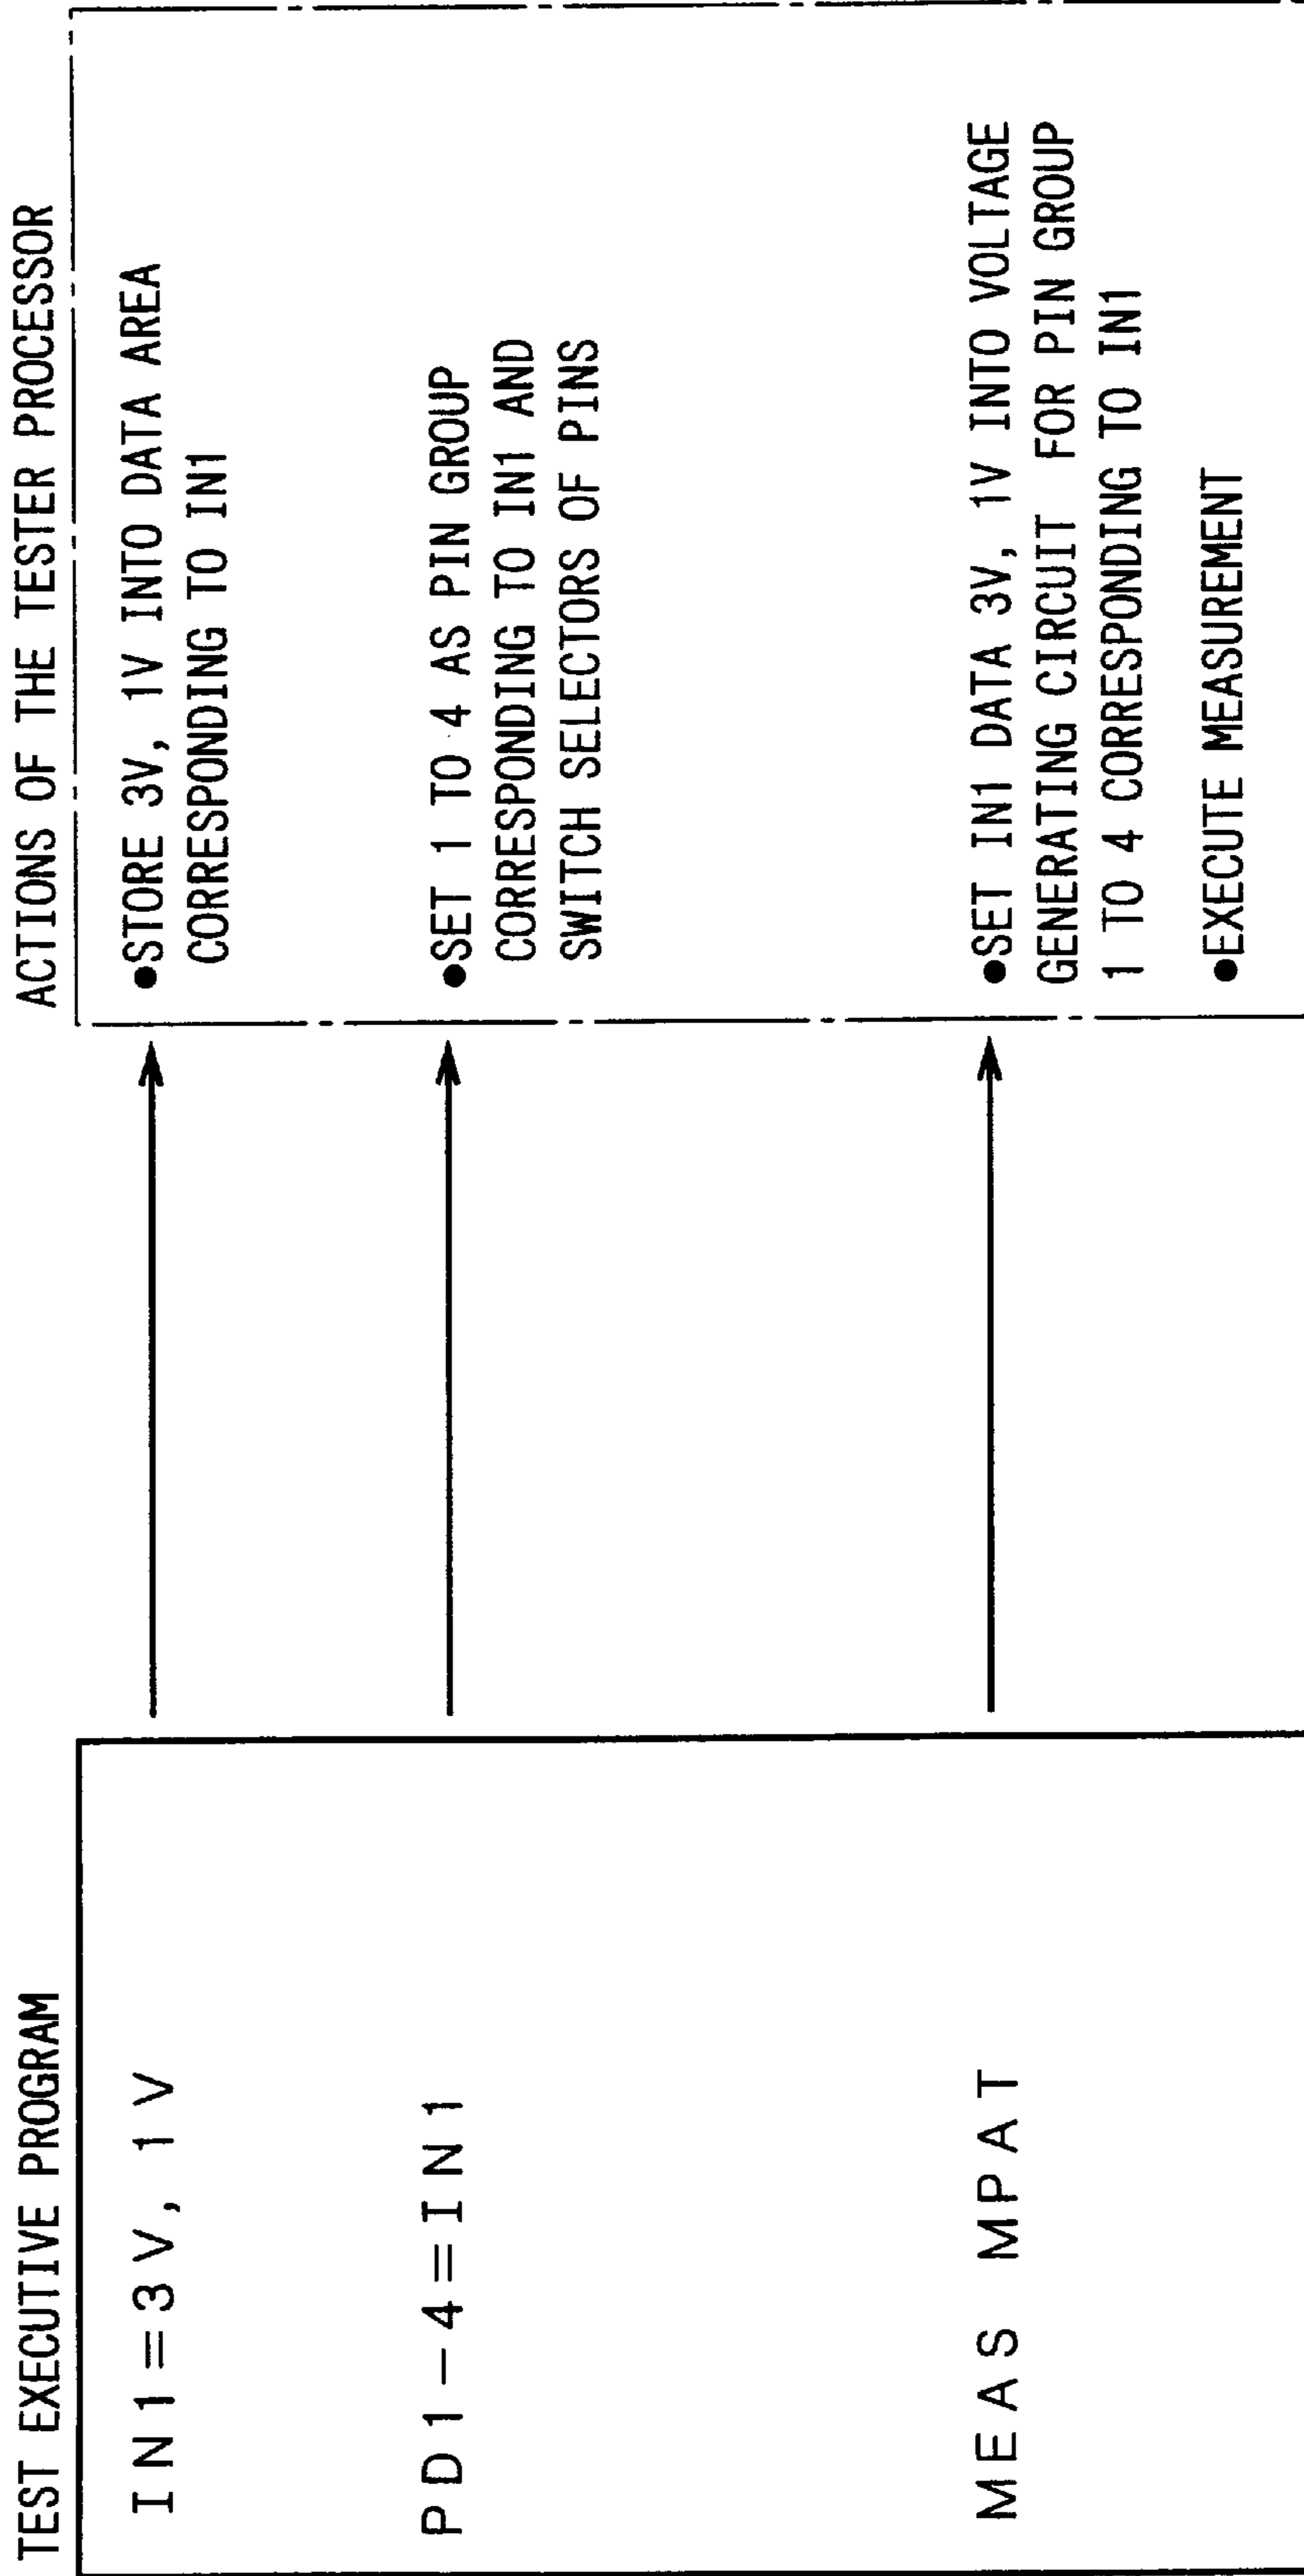 TEST EXECUTIVE PROGRAM
IN1=3V, 1V
PD1-4=IN1
MEAS MPAT
ACTIONS OF THE TESTER PROCESSOR
●STORE 3V, 1V INTO DATA AREA
CORRESPONDING TO IN1
●SET 1 TO 4 AS PIN GROUP
CORRESPONDING TO IN1 AND
SWITCH SELECTORS OF PINS
●SET IN1 DATA 3V, 1V INTO VOLTAGE
GENERATING CIRCUIT FOR PIN GROUP
1 TO 4 CORRESPONDING TO IN1
●EXECUTE MEASUREMENT